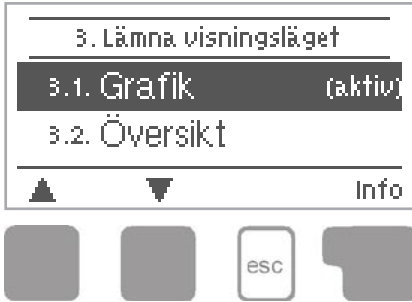 3. Lämna visningsläget
3.1. Grafik (aktiv)
3.2. Översikt
Info
esc